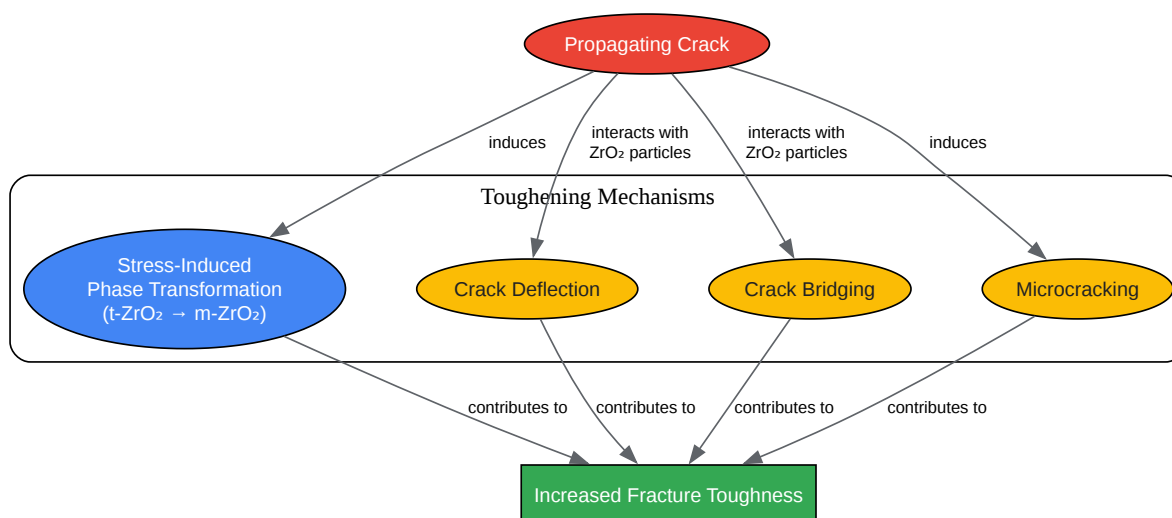 Propagating Crack
induces
interacts with
ZrO₂ particles
interacts with
ZrO₂ particles
induces
Toughening Mechanisms
Stress-Induced
Phase Transformation
(t-ZrO₂ → m-ZrO₂)
Crack Deflection
Crack Bridging
Microcracking
contributes to
contributes to
contributes to
contributes to
Increased Fracture Toughness